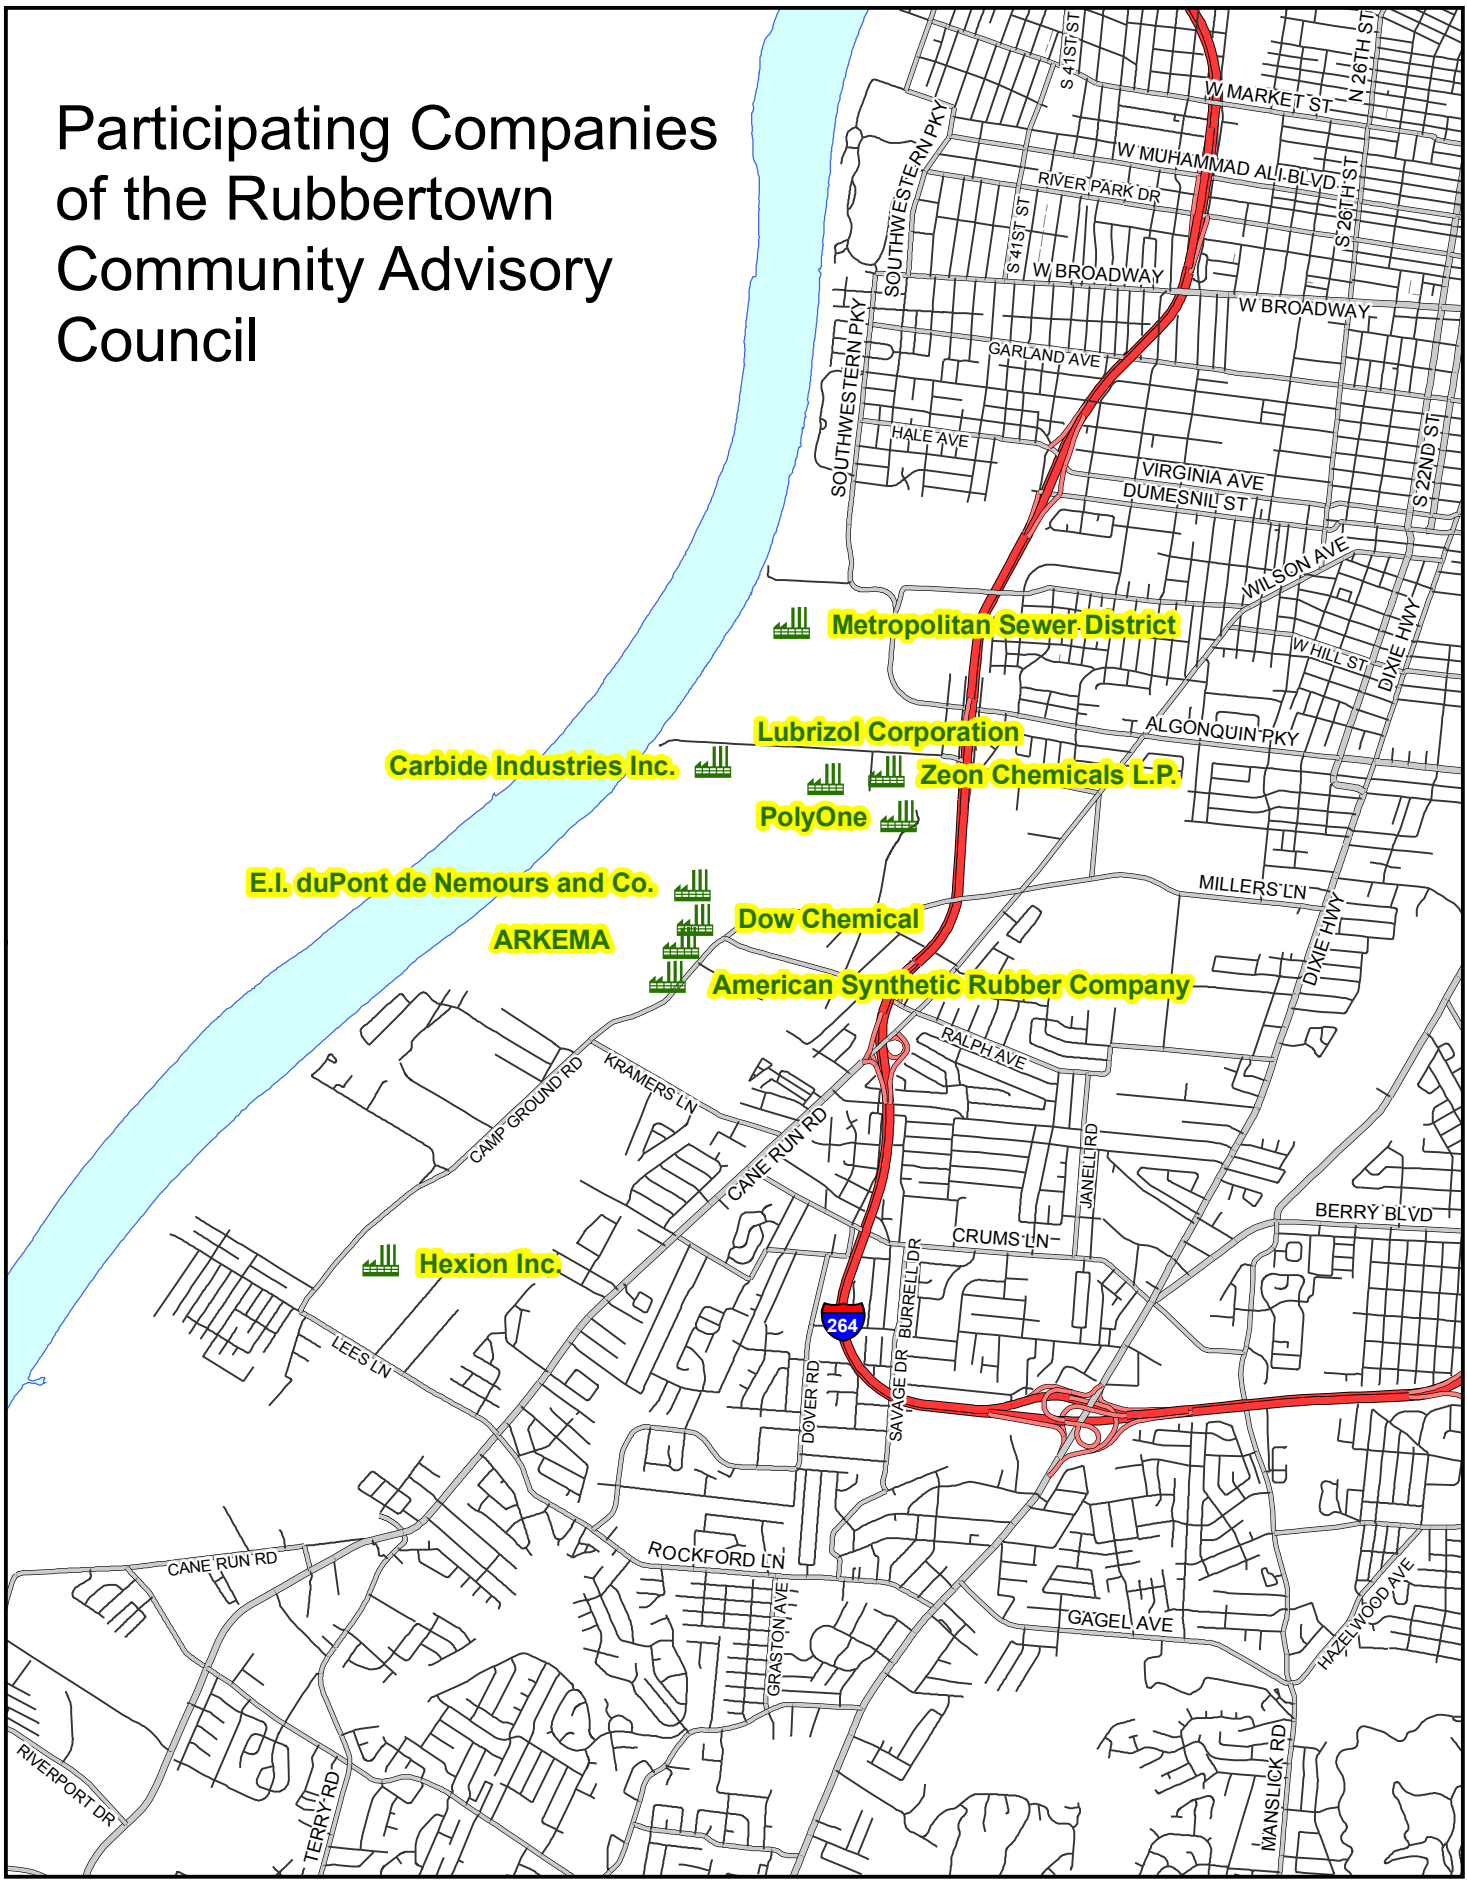 Participating Companies
of the Rubbertown
Community Advisory
Council
S 41ST ST
N 26TH ST
W MARKET ST
SOUTHWESTERN PKY
W MUHAMMAD ALI BLVD
RIVER PARK DR
S 26TH ST
S 41ST ST
W BROADWAY
W BROADWAY
SOUTHWESTERN PKY
GARLAND AVE
HALE AVE
S 22ND ST
VIRGINIA AVE
DUMESNIL ST
WILSON AVE
Metropolitan Sewer District
W HILL ST
DIXIE HWY
Lubrizol Corporation
ALGONQUIN PKY
Carbide Industries Inc.
Zeon Chemicals L.P.
PolyOne
E.I. duPont de Nemours and Co.
MILLERS LN
Dow Chemical
ARKEMA
DIXIE HWY
American Synthetic Rubber Company
RALPH AVE
KRAMERS LN
CAMP GROUND RD
CANE RUN RD
JANELL RD
BERRY BLVD
CRUMS LN
Hexion Inc.
BURRELL DR
264
LEES LN
DOVER RD
SAVAGE DR
CANE RUN RD
ROCKFORD LN
GRASTON AVE
GAGEL AVE
HAZELWOOD AVE
RIVERPORT DR
TERRY RD
MANSLICK RD